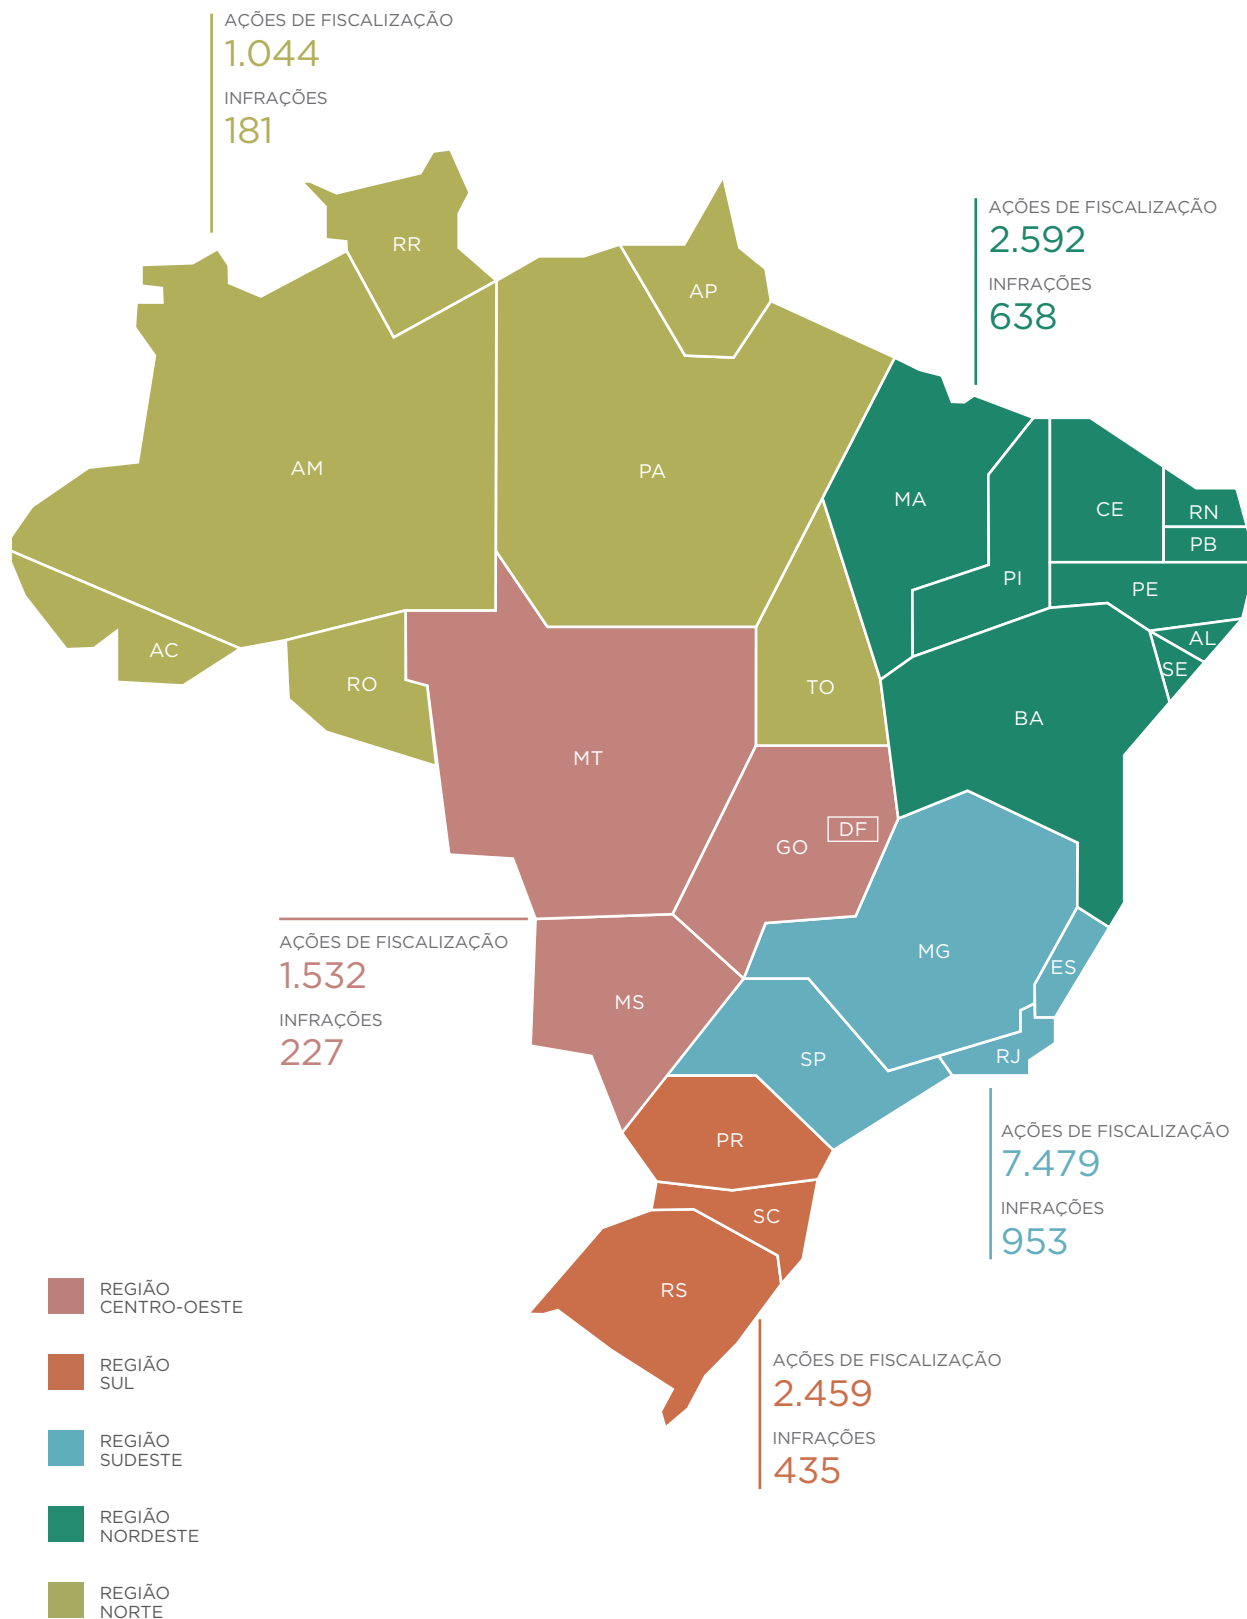 AÇÕES DE FISCALIZAÇÃO
1.044
INFRAÇÕES
181
AÇÕES DE FISCALIZAÇÃO
2.592
INFRAÇÕES
638
RR
AP
AM
PA
MA
CE
RN
PB
PI
PE
AL
SE
AC
RO
TO
BA
MT
GO
DF
MG
ES
AÇÕES DE FISCALIZAÇÃO
1.532
INFRAÇÕES
227
MS
SP
RJ
PR
SC
RS
AÇÕES DE FISCALIZAÇÃO
7.479
INFRAÇÕES
953
AÇÕES DE FISCALIZAÇÃO
2.459
INFRAÇÕES
435
REGIÃO
CENTRO-OESTE
REGIÃO
SUL
REGIÃO
SUDESTE
REGIÃO
NORDESTE
REGIÃO
NORTE